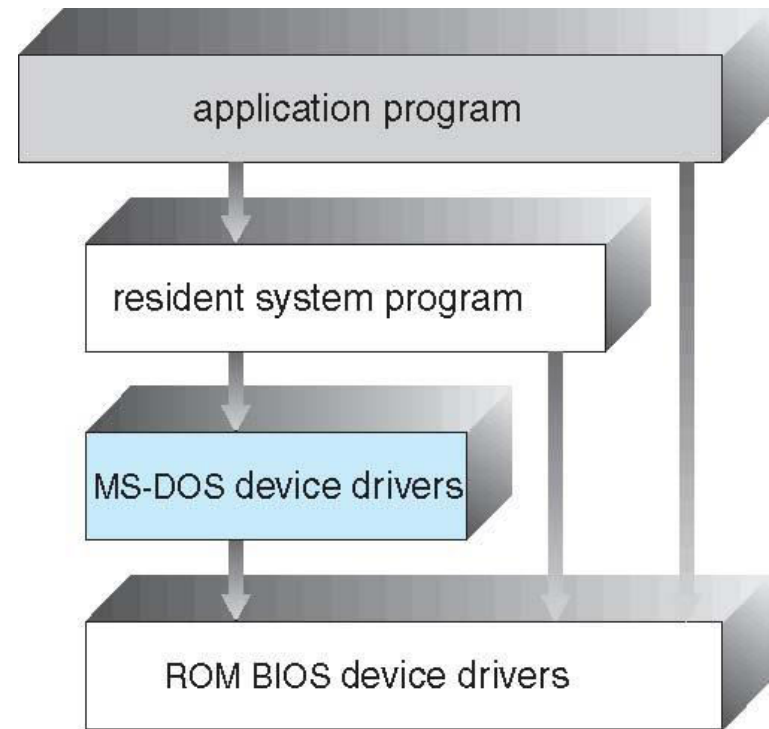 application program
resident system program
MS-DOS device drivers
ROM BIOS device drivers